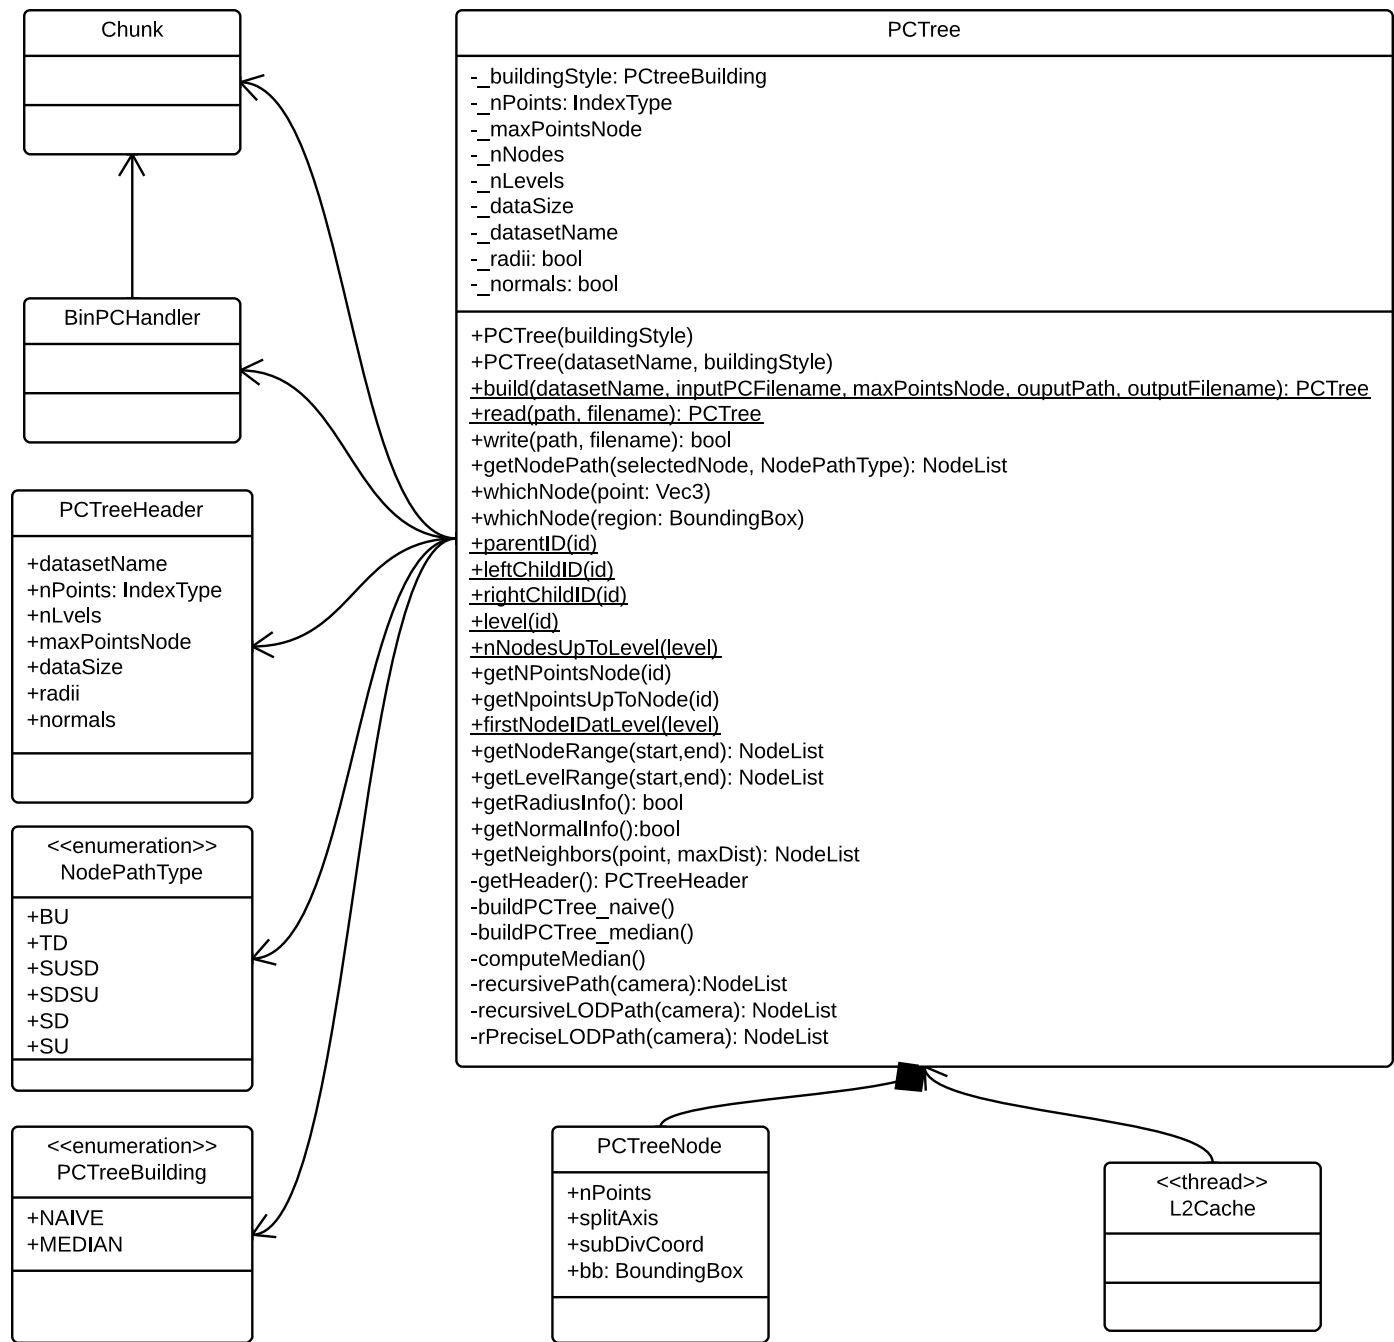 Chunk
BinPCHandler
PCTreeHeader
+datasetName
+nPoints: IndexType
+nLvels
+maxPointsNode
+dataSize
+radii
+normals
<<enumeration>>
NodePathType
+BU
+TD
+SUSD
+SDSU
+SD
+SU
<<enumeration>>
PCTreeBuilding
+NAIVE
+MEDIAN
PCTree
-_buildingStyle: PCtreeBuilding
-_nPoints: IndexType
-_maxPointsNode
-_nNodes
-_nLevels
-_dataSize
-_datasetName
-_radii: bool
-_normals: bool
+PCTree(buildingStyle)
+PCTree(datasetName, buildingStyle)
+build(datasetName, inputPCFilename, maxPointsNode, ouputPath, outputFilename): PCTree
+read(path, filename): PCTree
+write(path, filename): bool
+getNodePath(selectedNode, NodePathType): NodeList
+whichNode(point: Vec3)
+whichNode(region: BoundingBox)
+parentID(id)
+leftChildID(id)
+rightChildID(id)
+level(id)
+nNodesUpToLevel(level)
+getNPointsNode(id)
+getNpointsUpToNode(id)
+firstNodeIDatLevel(level)
+getNodeRange(start,end): NodeList
+getLevelRange(start,end): NodeList
+getRadiusInfo(): bool
+getNormalInfo():bool
+getNeighbors(point, maxDist): NodeList
-getHeader(): PCTreeHeader
-buildPCTree_naive()
-buildPCTree_median()
-computeMedian()
-recursivePath(camera):NodeList
-recursiveLODPath(camera): NodeList
-rPreciseLODPath(camera): NodeList
PCTreeNode
+nPoints
+splitAxis
+subDivCoord
+bb: BoundingBox
<<thread>>
L2Cache